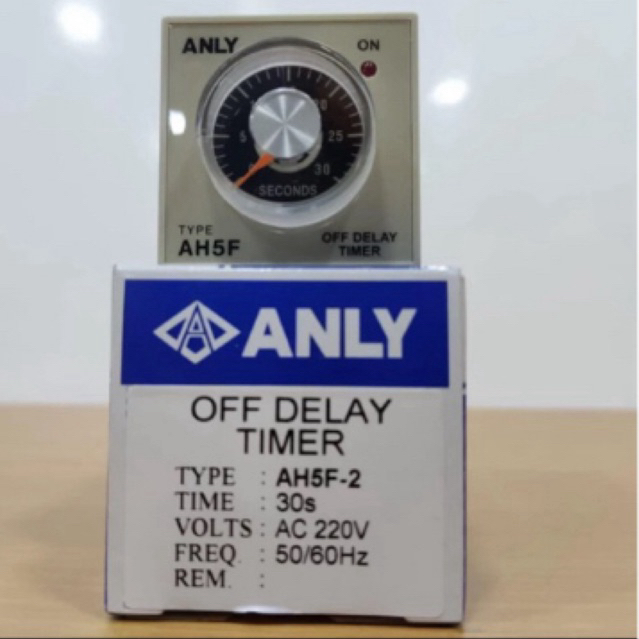 ANLY
ON
20
5
25
30
SECONDS
TYPE
AH5F
OFF DELAY
TIMER
ANLY
OFF DELAY
TIMER
TYPE : AH5F-2
TIME : 30s
VOLTS : AC 220V
FREQ. : 50/60Hz
REM. :